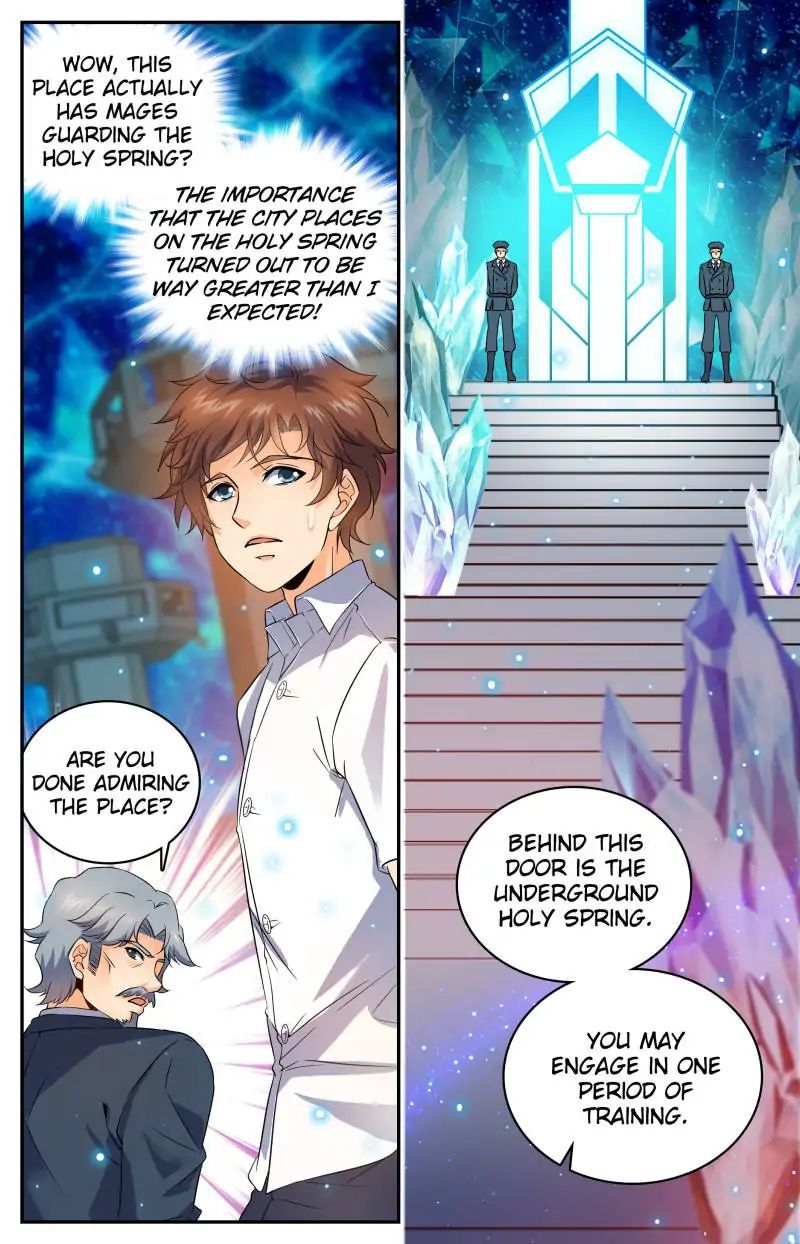 WOW, THIS
PLACE ACTUALLY
HAS MAGES
GUARDING THE
HOLY SPRING?
THE IMPORTANCE
THAT THE CITY PLACES
ON THE HOLY SPRING
TURNED OUT TO BE
WAY GREATER THAN I
EXPECTED!
ARE YOU
DONE ADMIRING
THE PLACE?
BEHIND THIS
DOOR IS THE
UNDERGROUND
HOLY SPRING.
YOU MAY
ENGAGE IN ONE
PERIOD OF
TRAINING.